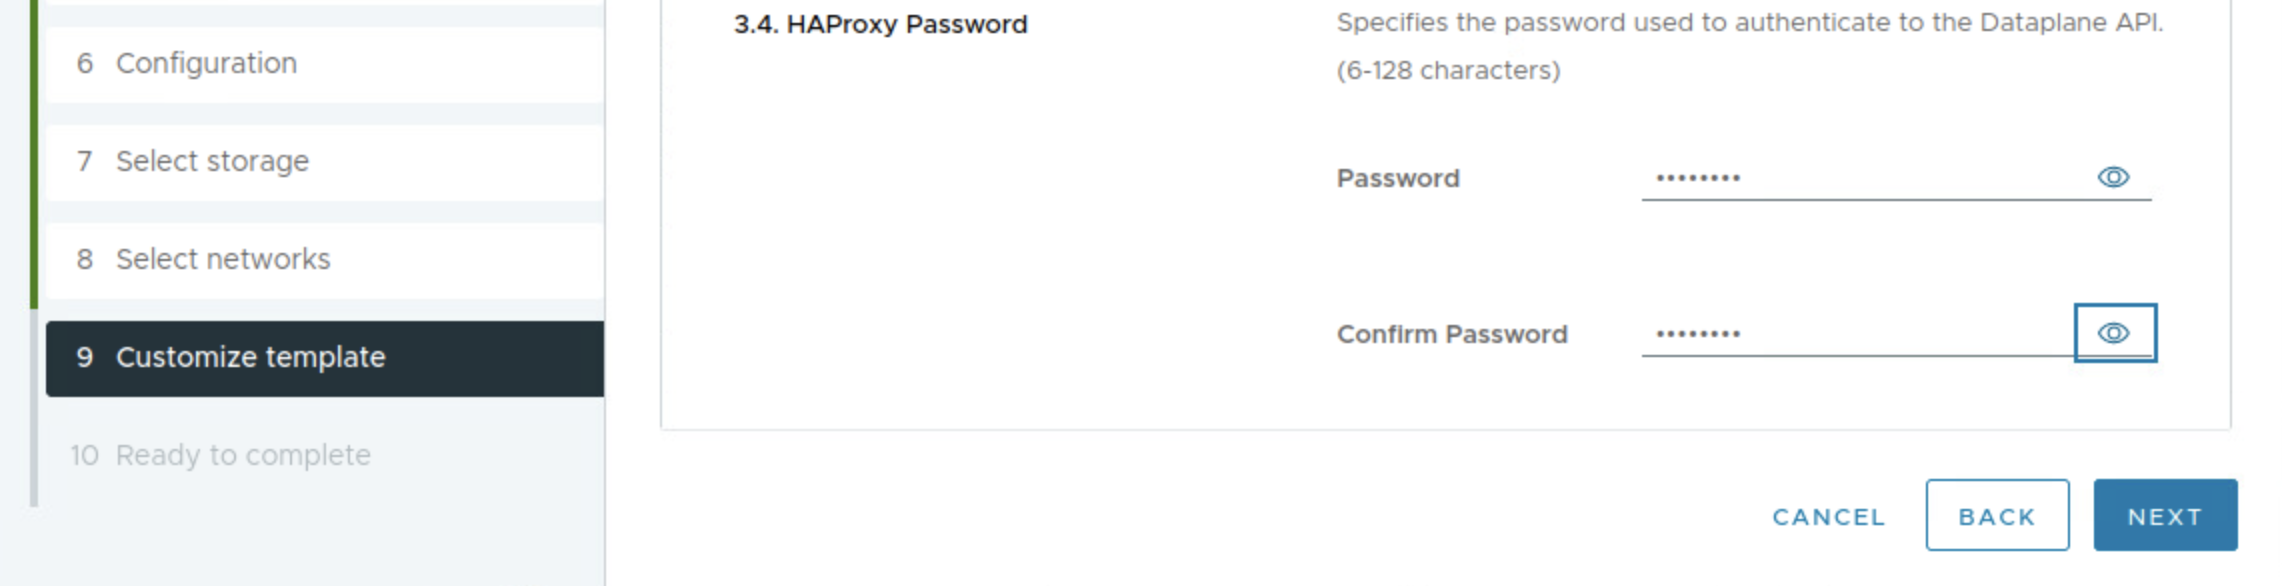 6 Configuration
7 Select storage
8 Select networks
9 Customize template
10 Ready to complete
3.4. HAProxy Password
Specifies the password used to authenticate to the Dataplane API.
(6-128 characters)
Password ••••••••
Confirm Password ••••••••
CANCEL BACK NEXT